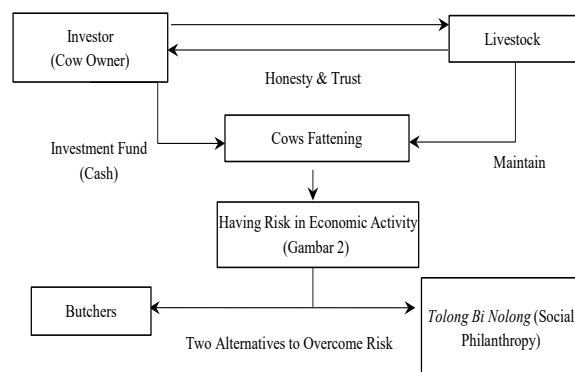 Investor
(Cow Owner)
Livestock
Honesty & Trust
Cows Fattening
Investment Fund
(Cash)
Maintain
Having Risk in Economic Activity
(Gambar 2)
Butchers
Tolong Bi Nolong (Social
Philanthropy)
Two Alternatives to Overcome Risk